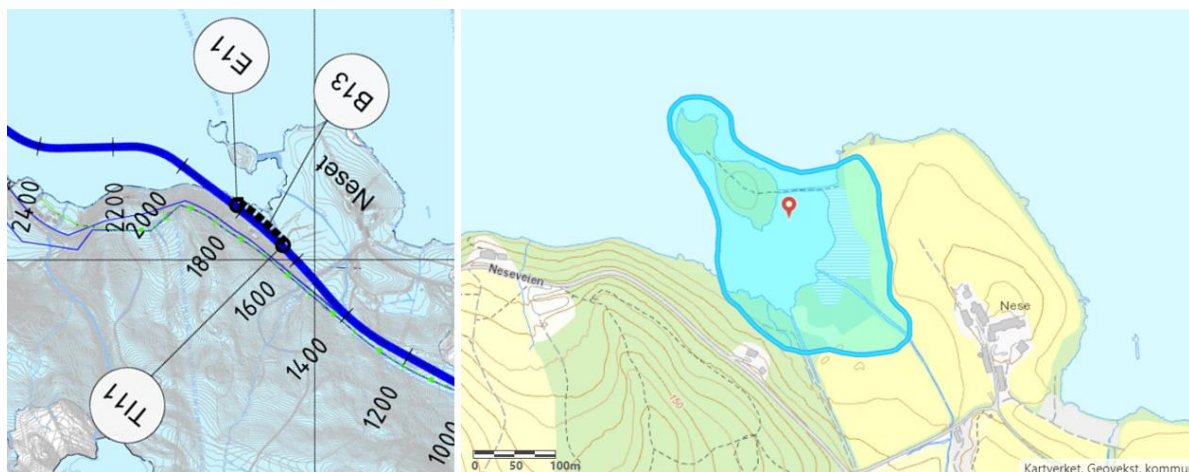 E11
B13
Neset
2400
2200
2000
1800
1600
1400
1200
1000
TI11
Neseveien
Nese
150
0 50 100m
Kartverket, Geovekst, kommu